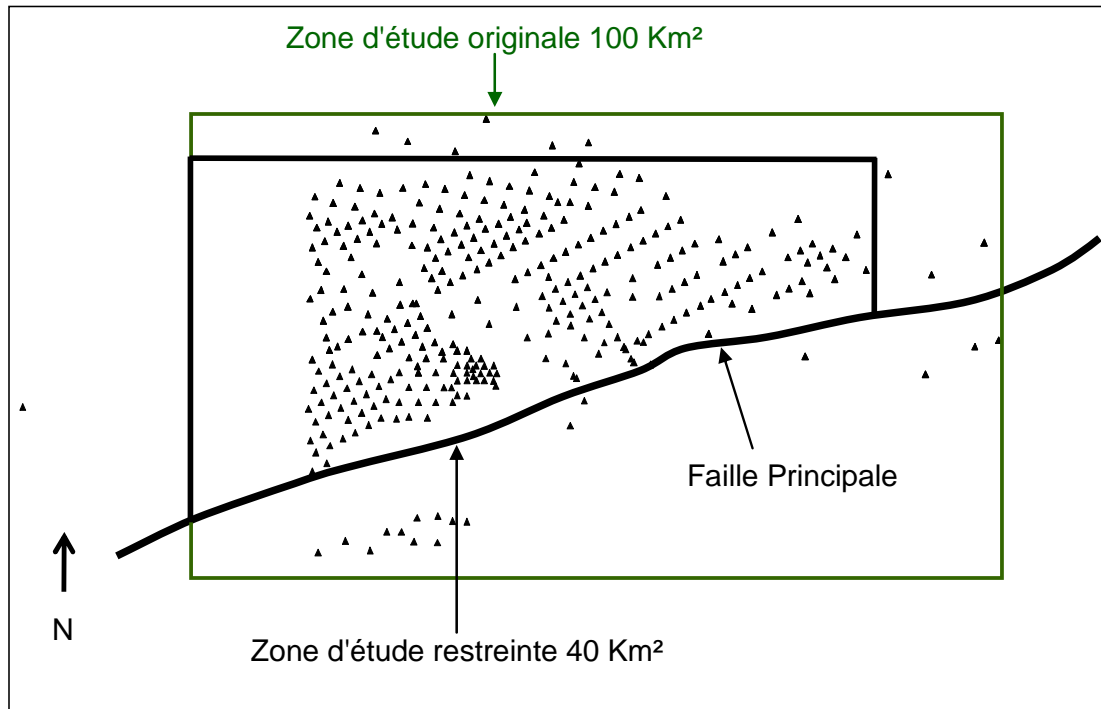 Zone d'étude originale 100 Km²
Faille Principale
N
Zone d'étude restreinte 40 Km²